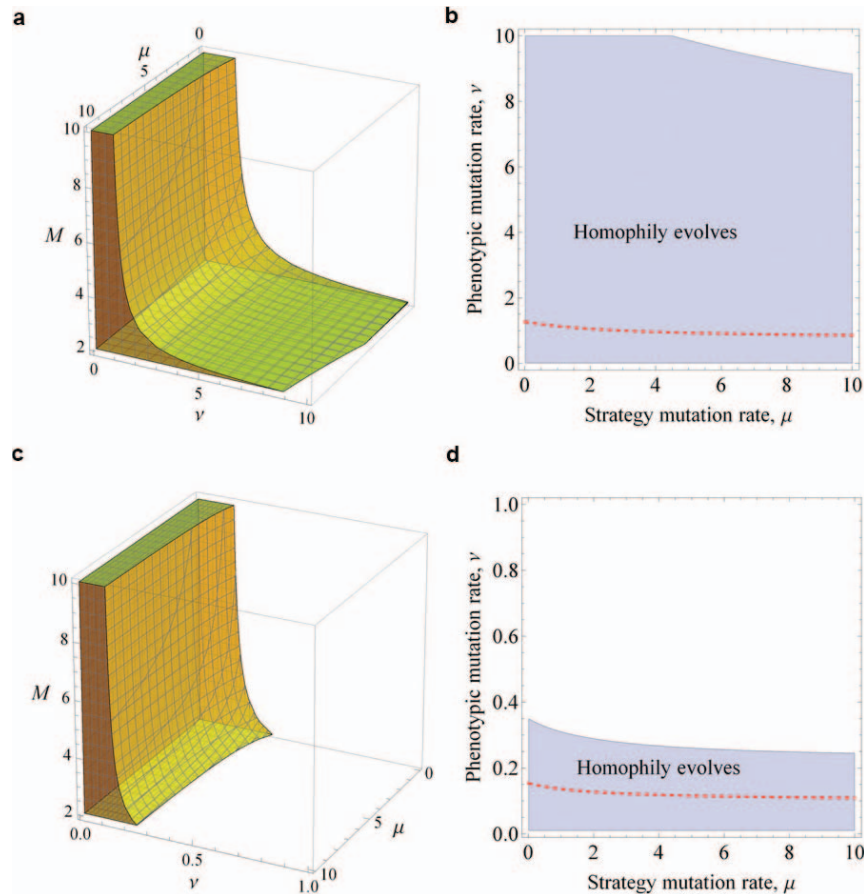 a
0
μ
5
10
10
8
M
6
4
2
0
5
ν
10
b
10
8
6
4
2
0
Phenotypic mutation rate, ν
Homophily evolves
0
2
4
6
8
10
Strategy mutation rate, μ
c
10
8
M
6
4
2
0.0
0.5
ν
1.0
10
5
μ
0
d
1.0
0.8
0.6
0.4
0.2
0.0
Phenotypic mutation rate, ν
Homophily evolves
0
2
4
6
8
10
Strategy mutation rate, μ